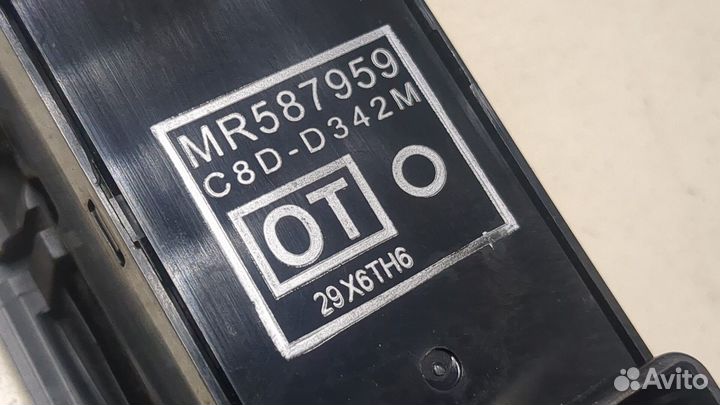 MR587959
C8D-D342M
OT O
29X6TH6
Avito